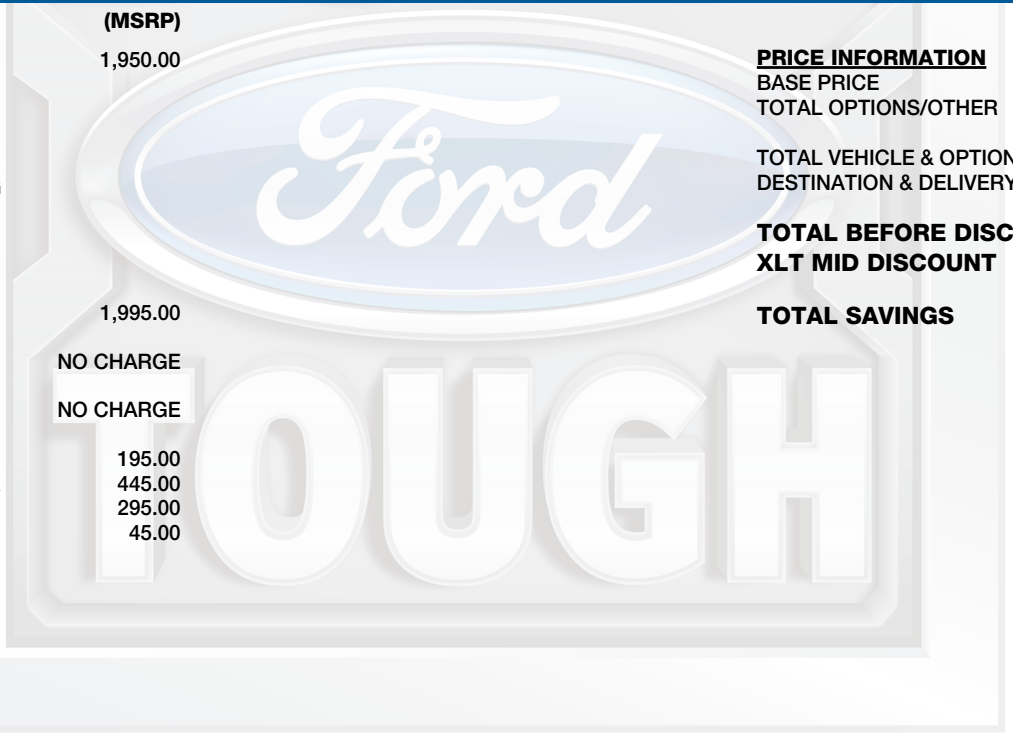 (MSRP)
1,950.00
1,995.00
NO CHARGE
NO CHARGE
195.00
445.00
295.00
45.00
PRICE INFORMATION
BASE PRICE
TOTAL OPTIONS/OTHER
TOTAL VEHICLE & OPTION
DESTINATION & DELIVERY
TOTAL BEFORE DISC
XLT MID DISCOUNT
TOTAL SAVINGS
Ford
TOUGH